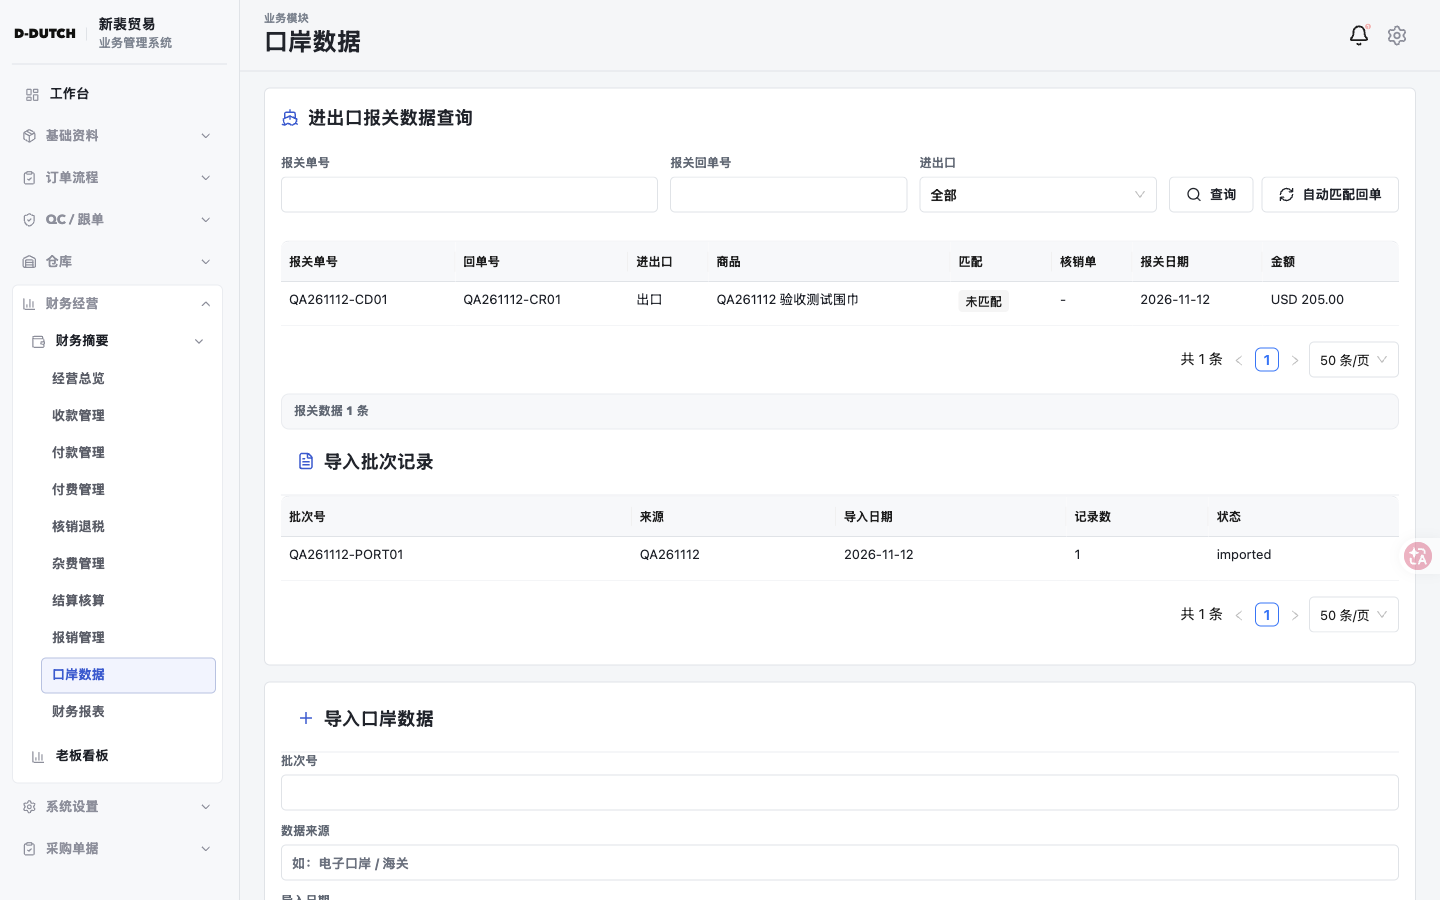 D-DUTCH
新裴贸易
业务管理系统
工作台
基础资料
订单流程
QC / 跟单
仓库
财务经营
财务摘要
经营总览
收款管理
付款管理
付费管理
核销退税
杂费管理
结算核算
报销管理
口岸数据
财务报表
老板看板
系统设置
采购单据
业务模块
口岸数据
进出口报关数据查询
报关单号 报关回单号 进出口
全部 查询 自动匹配回单
报关单号 回单号 进出口 商品 匹配 核销单 报关日期 金额
QA261112-CD01 QA261112-CR01 出口 QA261112 验收测试围巾 未匹配 - 2026-11-12 USD 205.00
共 1 条 < 1 > 50 条/页
报关数据 1 条
导入批次记录
批次号 来源 导入日期 记录数 状态
QA261112-PORT01 QA261112 2026-11-12 1 imported
共 1 条 < 1 > 50 条/页
导入口岸数据
批次号
数据来源
如：电子口岸 / 海关
导入日期